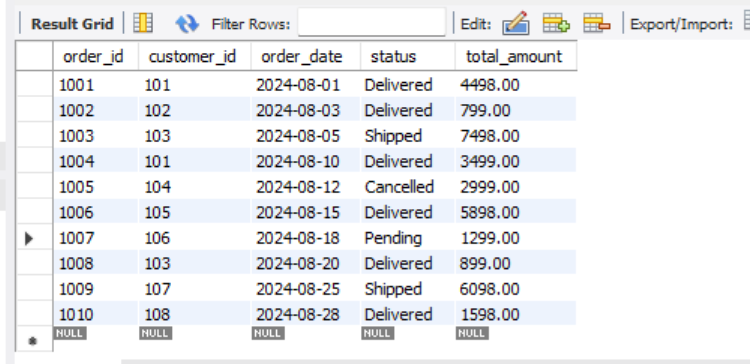 Result Grid Filter Rows: Edit: Export/Import:
order_id customer_id order_date status total_amount
1001 101 2024-08-01 Delivered 4498.00
1002 102 2024-08-03 Delivered 799.00
1003 103 2024-08-05 Shipped 7498.00
1004 101 2024-08-10 Delivered 3499.00
1005 104 2024-08-12 Cancelled 2999.00
1006 105 2024-08-15 Delivered 5898.00
1007 106 2024-08-18 Pending 1299.00
1008 103 2024-08-20 Delivered 899.00
1009 107 2024-08-25 Shipped 6098.00
1010 108 2024-08-28 Delivered 1598.00
NULL NULL NULL NULL NULL